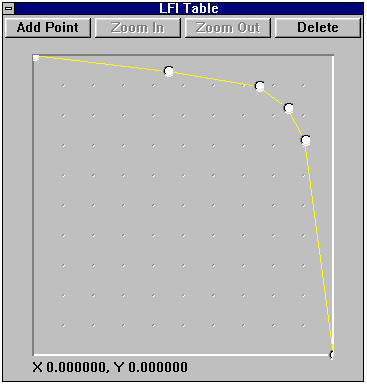 LFI Table
Add Point Zoom In Zoom Out Delete
X 0.000000, Y 0.000000